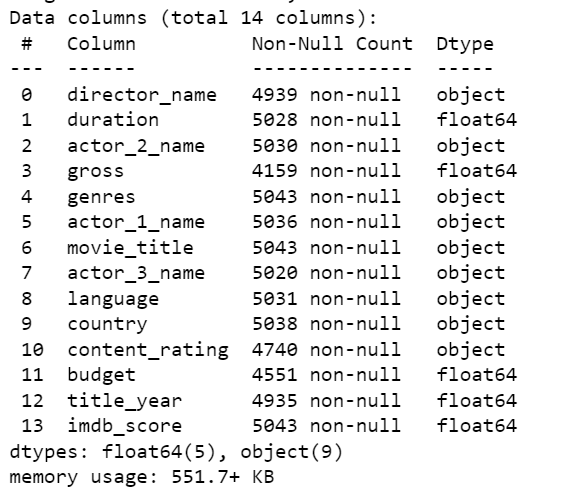 Data columns (total 14 columns):
 #   Column           Non-Null Count  Dtype
---  ------           --------------  -----
 0   director_name    4939 non-null   object
 1   duration         5028 non-null   float64
 2   actor_2_name     5030 non-null   object
 3   gross            4159 non-null   float64
 4   genres           5043 non-null   object
 5   actor_1_name     5036 non-null   object
 6   movie_title      5043 non-null   object
 7   actor_3_name     5020 non-null   object
 8   language         5031 non-null   object
 9   country          5038 non-null   object
 10  content_rating   4740 non-null   object
 11  budget           4551 non-null   float64
 12  title_year       4935 non-null   float64
 13  imdb_score       5043 non-null   float64
dtypes: float64(5), object(9)
memory usage: 551.7+ KB